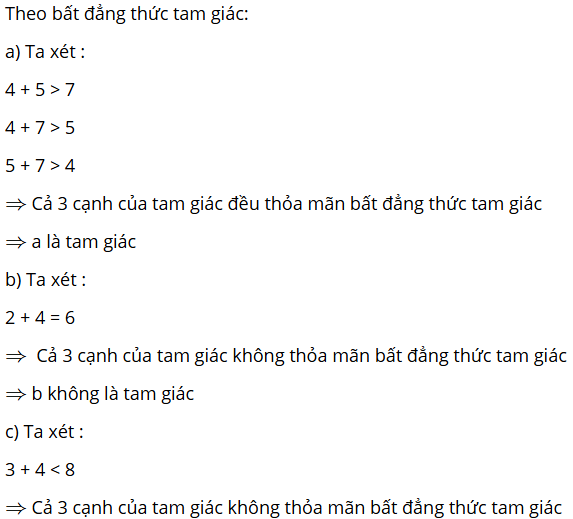 Theo bất đẳng thức tam giác:
a) Ta xét :
4 + 5 > 7
4 + 7 > 5
5 + 7 > 4
⇒ Cả 3 cạnh của tam giác đều thỏa mãn bất đẳng thức tam giác
⇒ a là tam giác
b) Ta xét :
2 + 4 = 6
⇒ Cả 3 cạnh của tam giác không thỏa mãn bất đẳng thức tam giác
⇒ b không là tam giác
c) Ta xét :
3 + 4 < 8
⇒ Cả 3 cạnh của tam giác không thỏa mãn bất đẳng thức tam giác